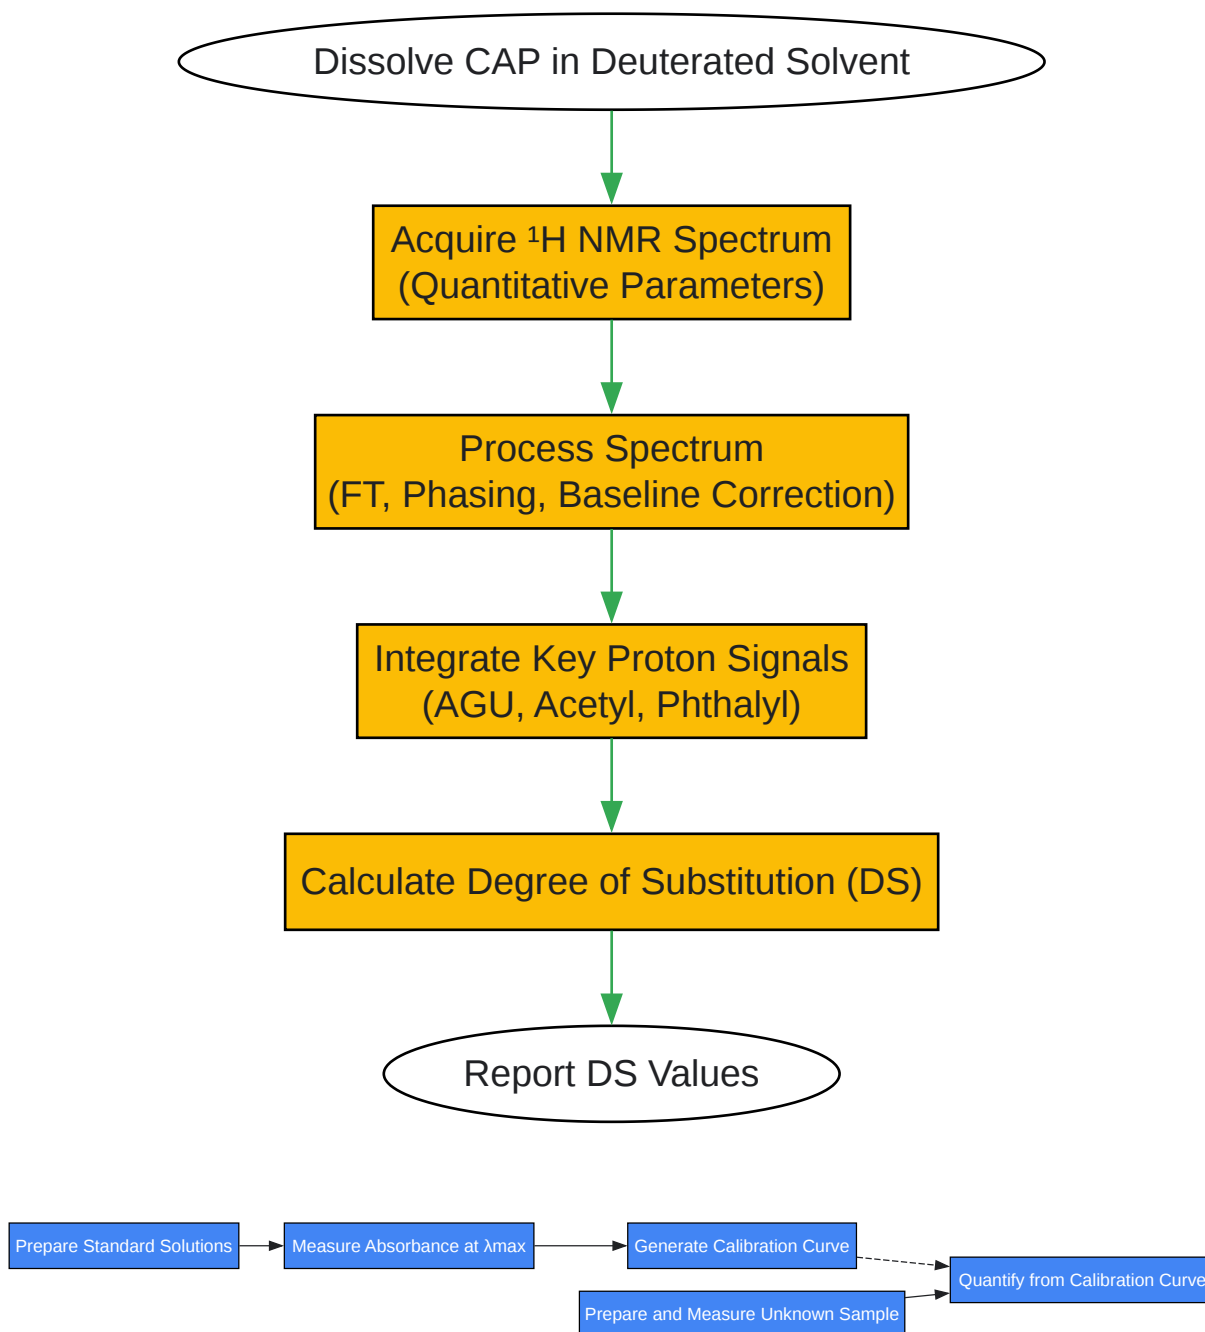 Dissolve CAP in Deuterated Solvent
Acquire ¹H NMR Spectrum
(Quantitative Parameters)
Process Spectrum
(FT, Phasing, Baseline Correction)
Integrate Key Proton Signals
(AGU, Acetyl, Phthalyl)
Calculate Degree of Substitution (DS)
Report DS Values
Prepare Standard Solutions
Measure Absorbance at λmax
Generate Calibration Curve
Quantify from Calibration Curve
Prepare and Measure Unknown Sample